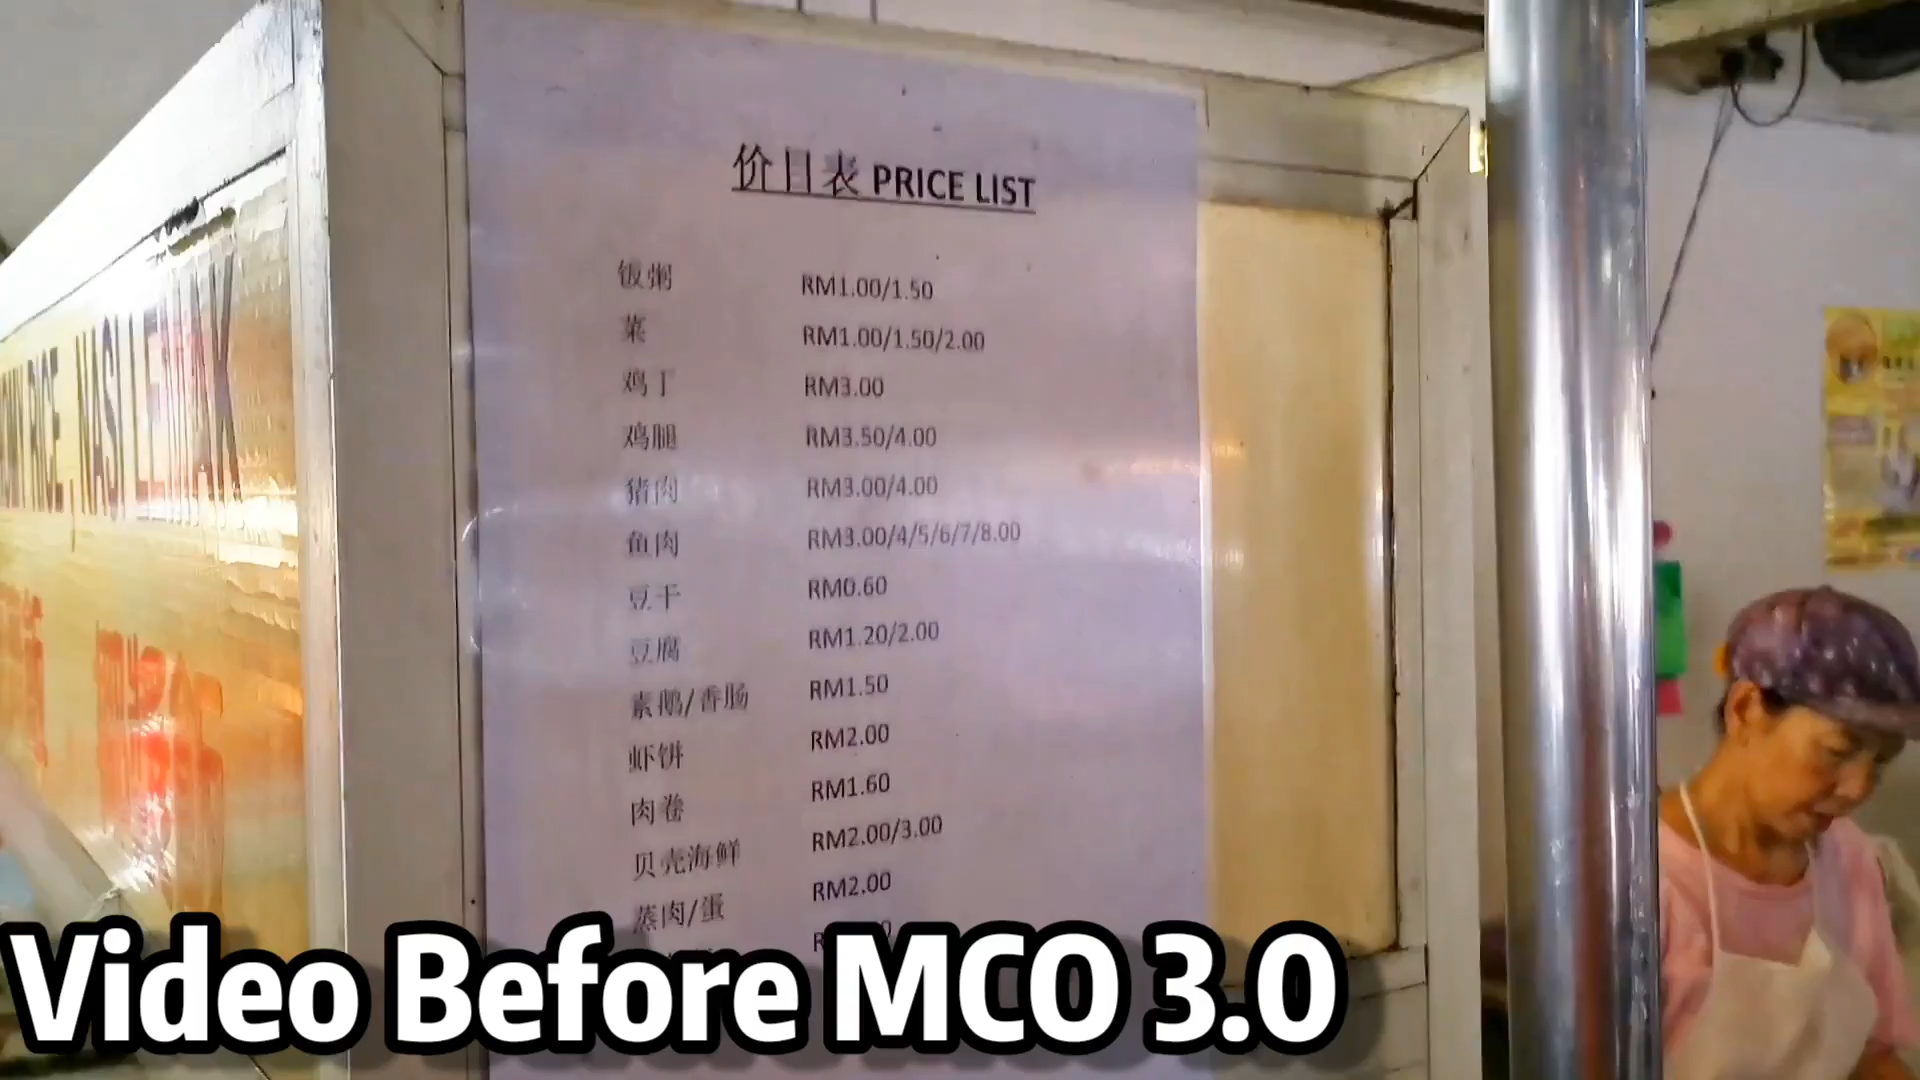 价目表 PRICE LIST
饭粥 RM1.00/1.50
菜 RM1.00/1.50/2.00
鸡丁 RM3.00
鸡腿 RM3.50/4.00
猪肉 RM3.00/4.00
鱼肉 RM3.00/4/5/6/7/8.00
豆干 RM0.60
豆腐 RM1.20/2.00
素鹅/香肠 RM1.50
虾饼 RM2.00
肉卷 RM1.60
贝壳海鲜 RM2.00/3.00
蒸肉/蛋 RM2.00
RICE, NASI LEMAK
Video Before MCO 3.0